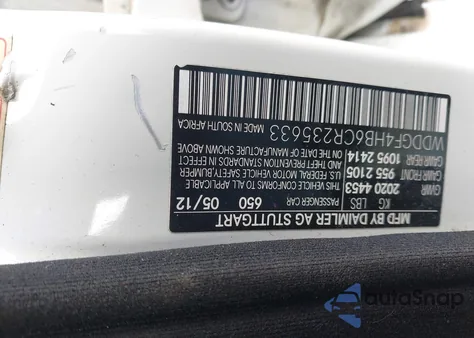 MFD BY DAIMLER AG STUTTGART
PASSENGER CAR 650 05/12
KG LBS
GVWR 2020 4453
GAWR FRONT 955 2105
GAWR REAR 1095 2414
THIS VEHICLE CONFORMS TO ALL APPLICABLE
U.S. FEDERAL MOTOR VEHICLE SAFETY, BUMPER
AND THEFT PREVENTION STANDARDS IN EFFECT
ON THE DATE OF MANUFACTURE SHOWN ABOVE
WDDGF4HB6CR235633
MADE IN SOUTH AFRICA
autoSnap